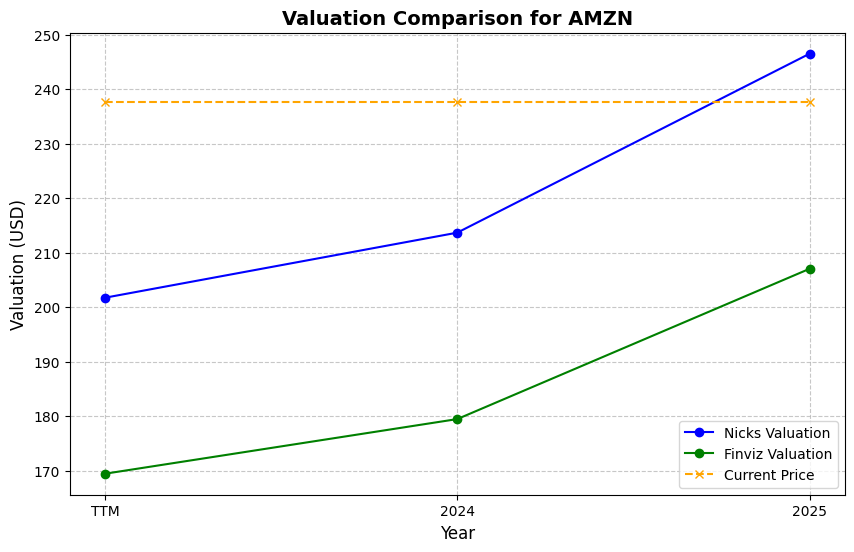 Valuation Comparison for AMZN
250
240
230
220
210
200
190
180
170
Valuation (USD)
TTM
2024
2025
Year
Nicks Valuation
Finviz Valuation
Current Price